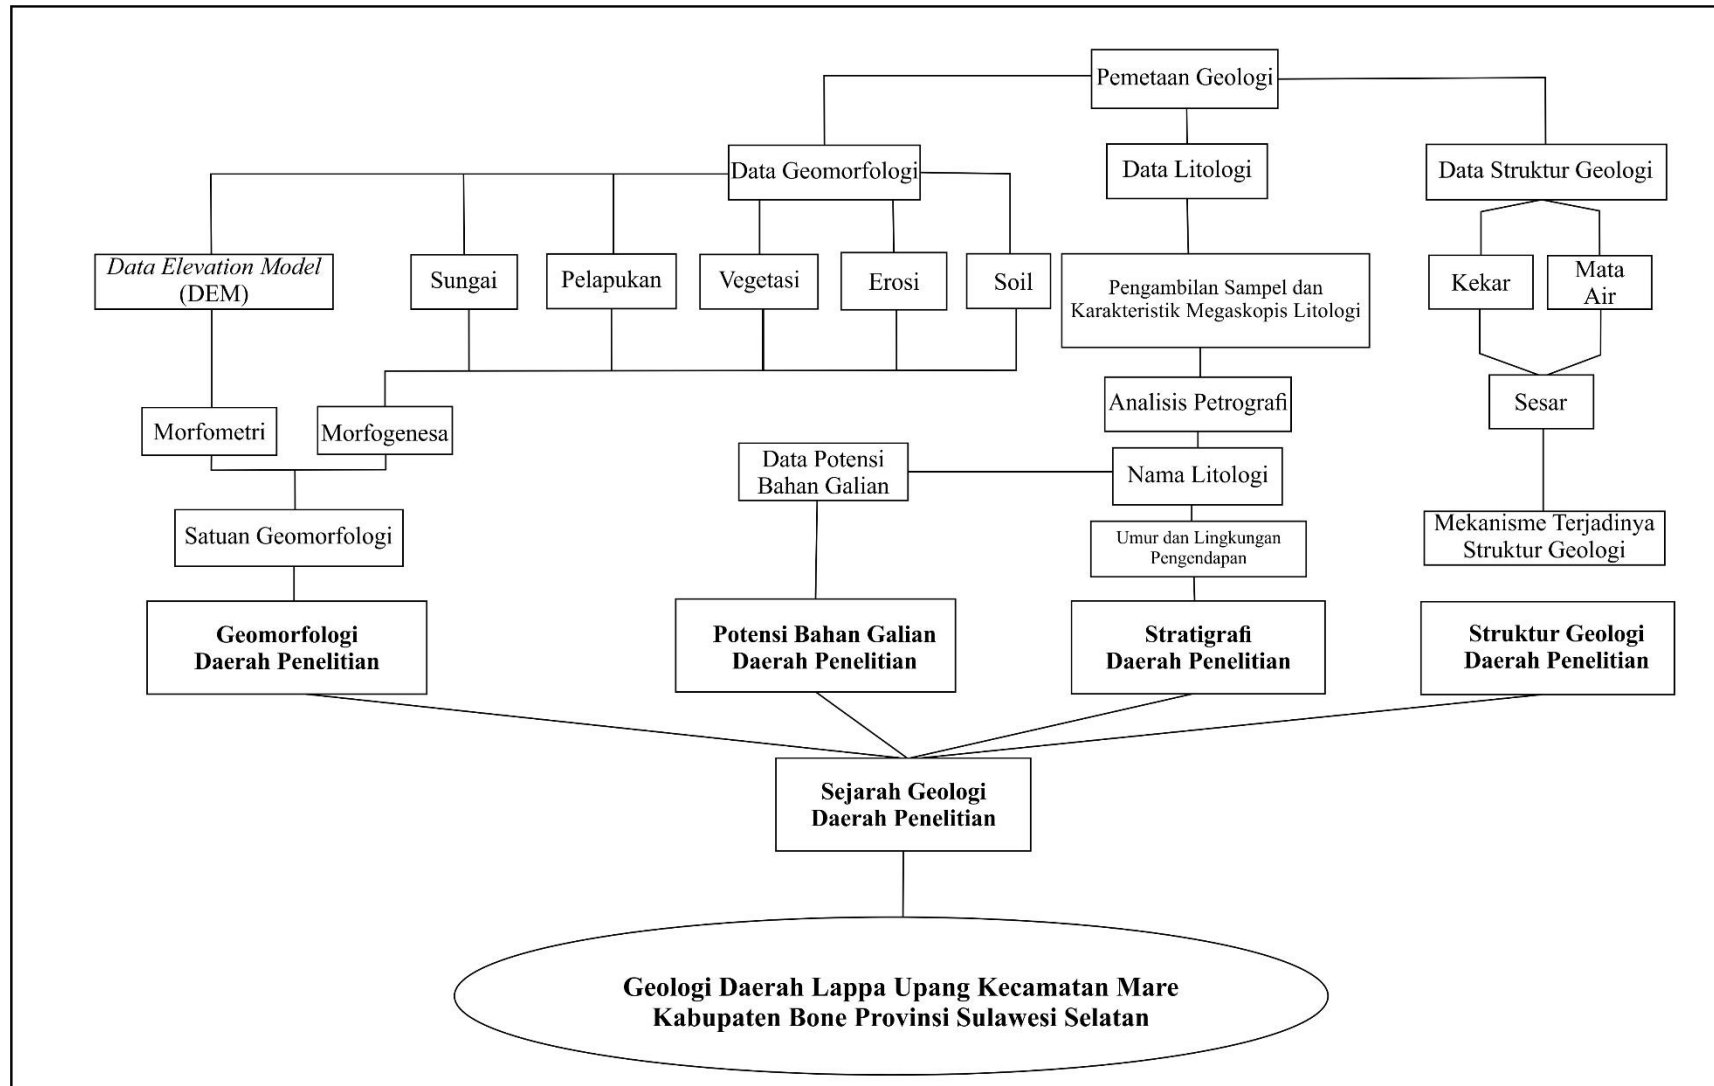 Pemetaan Geologi
Data Geomorfologi
Data Litologi
Data Struktur Geologi
Data Elevation Model
(DEM)
Sungai
Pelapukan
Vegetasi
Erosi
Soil
Pengambilan Sampel dan
Karakteristik Megaskopis Litologi
Kekar
Mata
Air
Morfometri
Morfogenesa
Analisis Petrografi
Sesar
Data Potensi
Bahan Galian
Nama Litologi
Satuan Geomorfologi
Umur dan Lingkungan
Pengendapan
Mekanisme Terjadinya
Struktur Geologi
Geomorfologi
Daerah Penelitian
Potensi Bahan Galian
Daerah Penelitian
Stratigrafi
Daerah Penelitian
Struktur Geologi
Daerah Penelitian
Sejarah Geologi
Daerah Penelitian
Geologi Daerah Lappa Upang Kecamatan Mare
Kabupaten Bone Provinsi Sulawesi Selatan